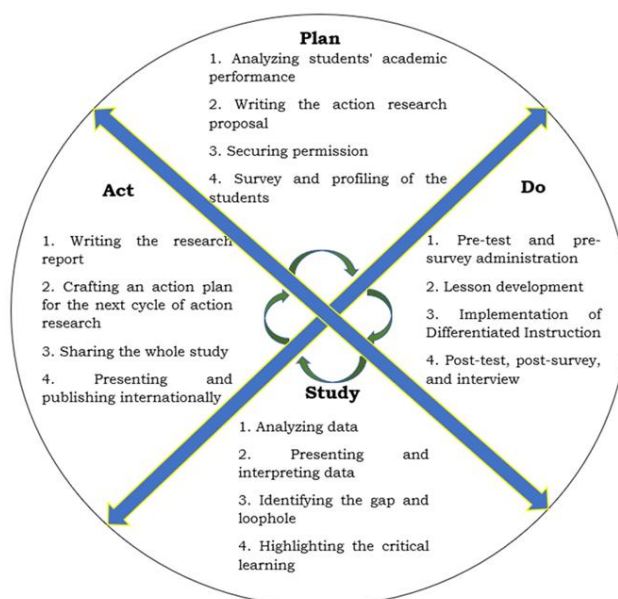 Plan
1. Analyzing students' academic
performance
2. Writing the action research
proposal
3. Securing permission
4. Survey and profiling of the
students
Do
1. Pre-test and pre-
survey administration
2. Lesson development
3. Implementation of
Differentiated Instruction
4. Post-test, post-survey,
and interview
Study
1. Analyzing data
2. Presenting and
interpreting data
3. Identifying the gap and
loophole
4. Highlighting the critical
learning
Act
1. Writing the research
report
2. Crafting an action plan
for the next cycle of action
research
3. Sharing the whole study
4. Presenting and
publishing internationally